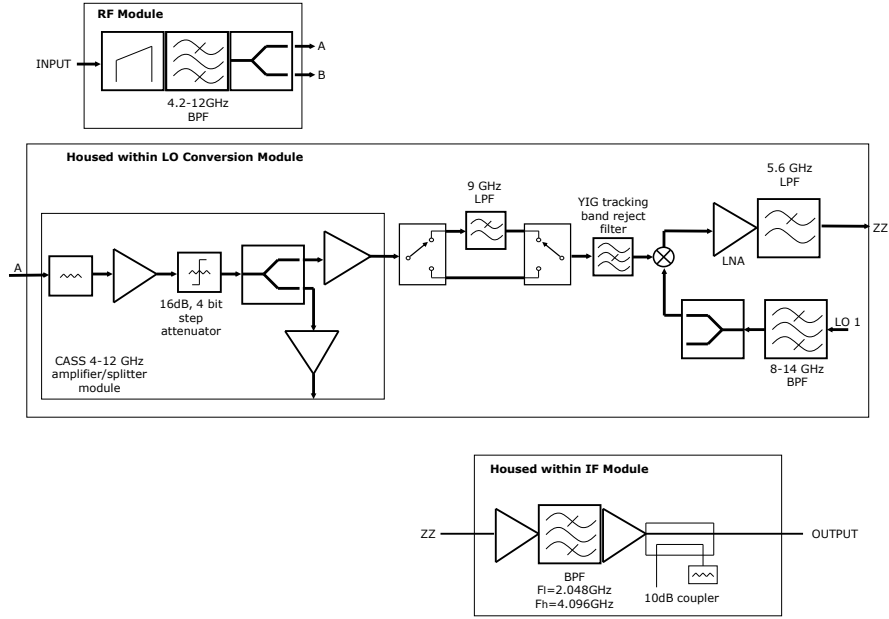 RF Module
INPUT
A
B
4.2-12GHz
BPF
Housed within LO Conversion Module
9 GHz
LPF
5.6 GHz
LPF
YIG tracking
band reject
filter
ZZ
LNA
A
16dB, 4 bit
step
attenuator
LO 1
CASS 4-12 GHz
amplifier/splitter
module
8-14 GHz
BPF
Housed within IF Module
ZZ
OUTPUT
BPF
Fl=2.048GHz
Fh=4.096GHz
10dB coupler